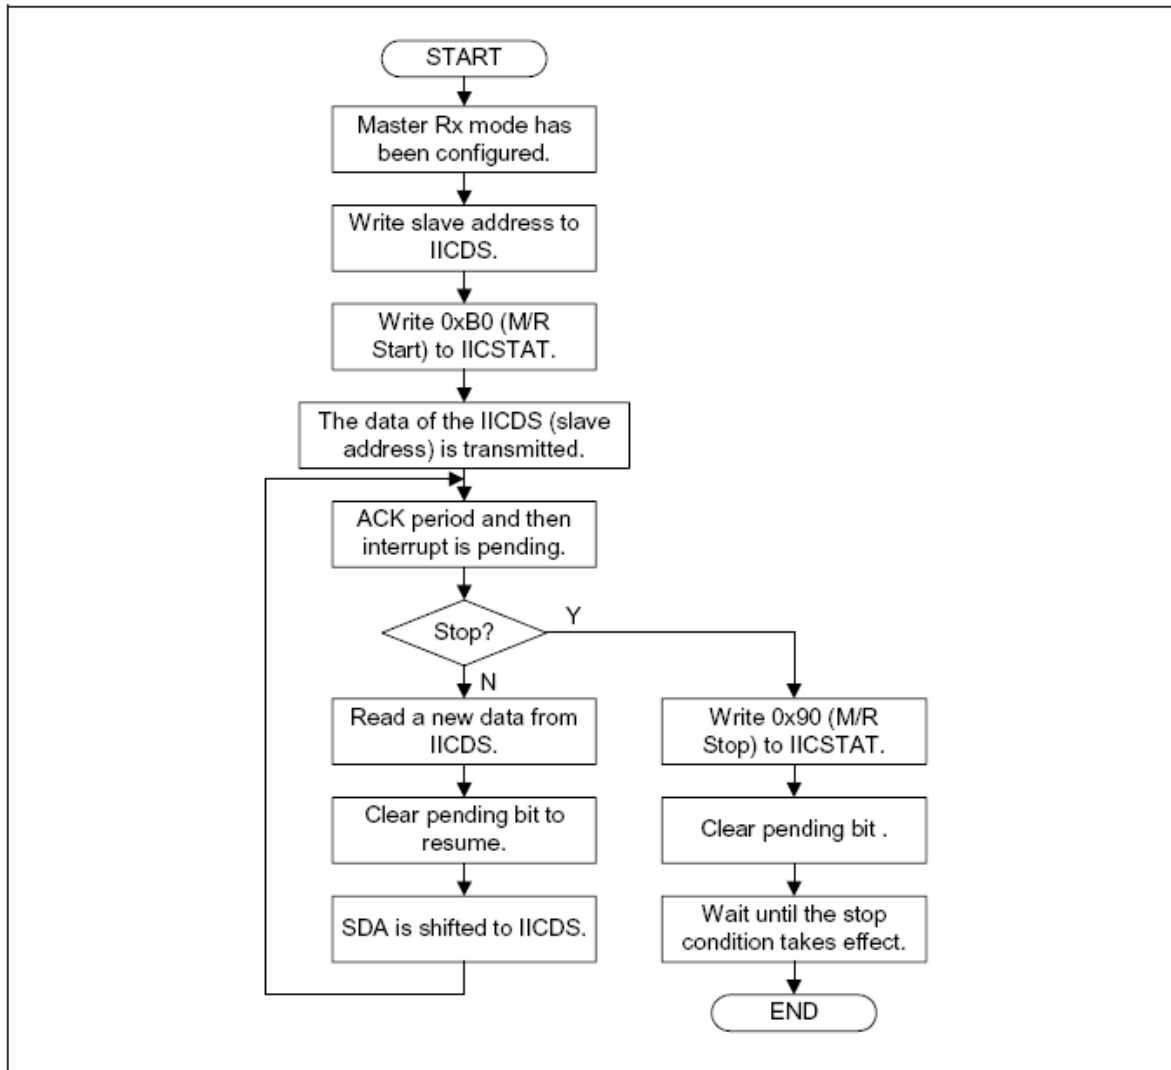 START
Master Rx mode has
been configured.
Write slave address to
IICDS.
Write 0xB0 (M/R
Start) to IICSTAT.
The data of the IICDS (slave
address) is transmitted.
ACK period and then
interrupt is pending.
Stop?
Y
N
Read a new data from
IICDS.
Clear pending bit to
resume.
SDA is shifted to IICDS.
Write 0x90 (M/R
Stop) to IICSTAT.
Clear pending bit .
Wait until the stop
condition takes effect.
END